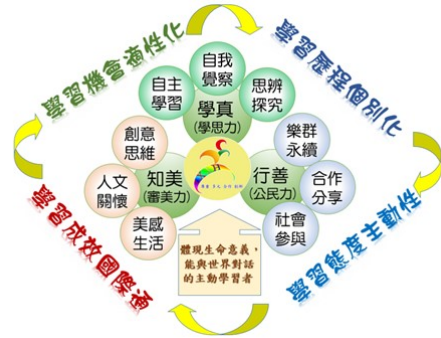 學習機會適性化
學習歷程個別化
自我
覺察
自主
學習
思辨
探究
學真
(學思力)
創意
思維
樂群
永續
人文
關懷
知美
(審美力)
行善
(公民力)
合作
分享
美感
生活
社會
參與
學習成效國際通
學習態度主動性
體現生命意義，
能與世界對話
的主動學習者